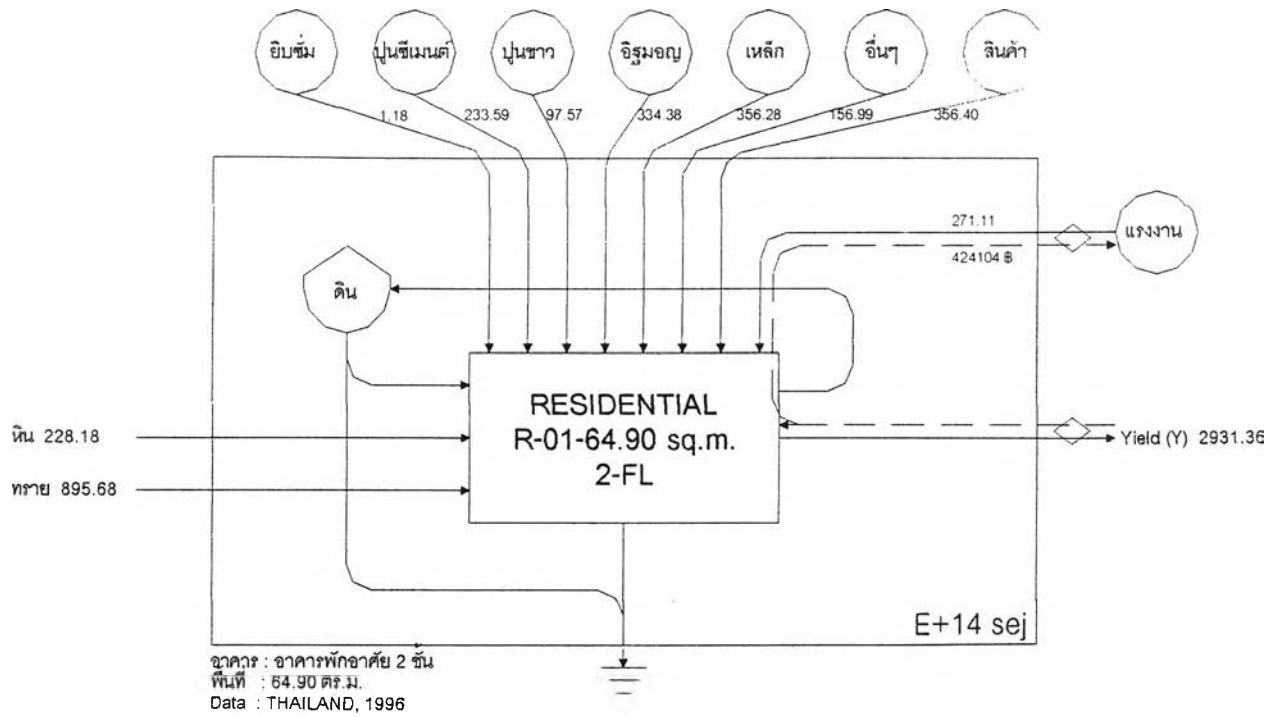 ยิบซั่ม
ปูนซีเมนต์
ปูนขาว
อิฐมอญ
เหล็ก
อื่นๆ
สินค้า
1.18
233.59
97.57
334.38
356.28
156.99
356.40
271.11
แรงงาน
424104 ฿
ดิน
RESIDENTIAL
R-01-64.90 sq.m.
2-FL
หิน 228.18
Yield (Y) 2931.36
ทราย 895.68
E+14 sej
อาคาร : อาคารพักอาศัย 2 ชั้น
พื้นที่ : 64.90 ตร.ม.
Data : THAILAND, 1996